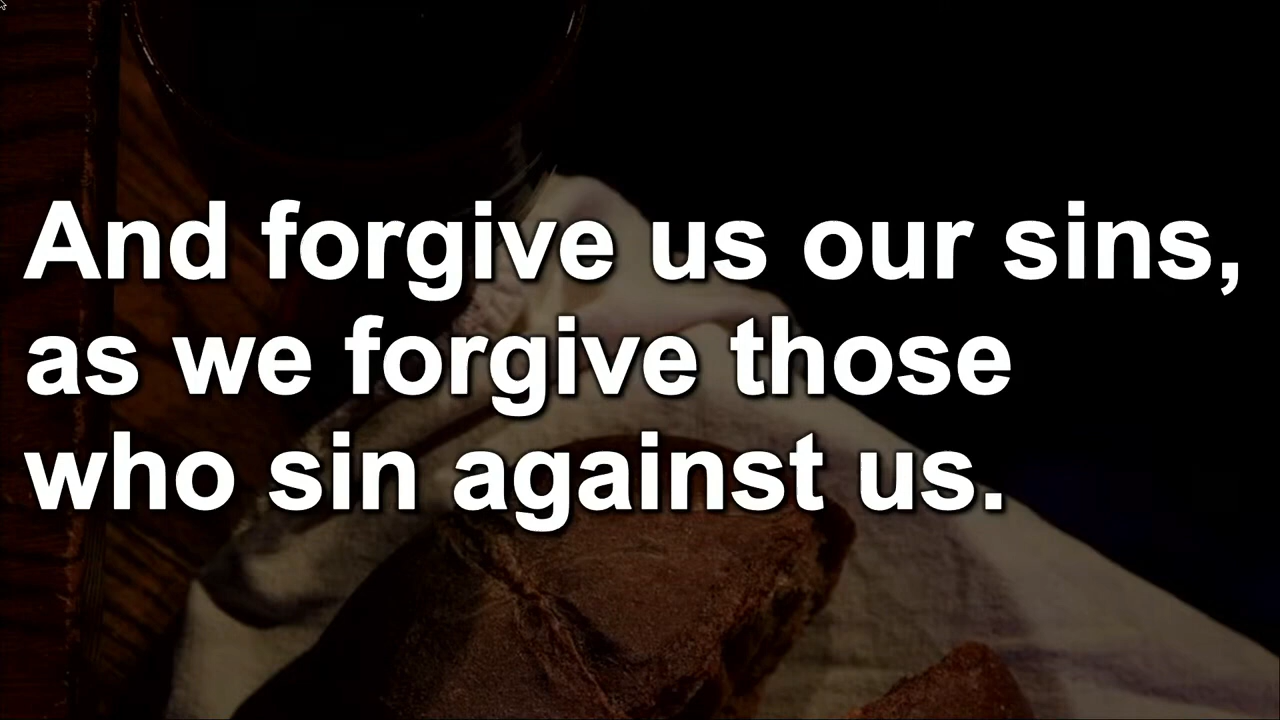 And forgive us our sins,
as we forgive those
who sin against us.